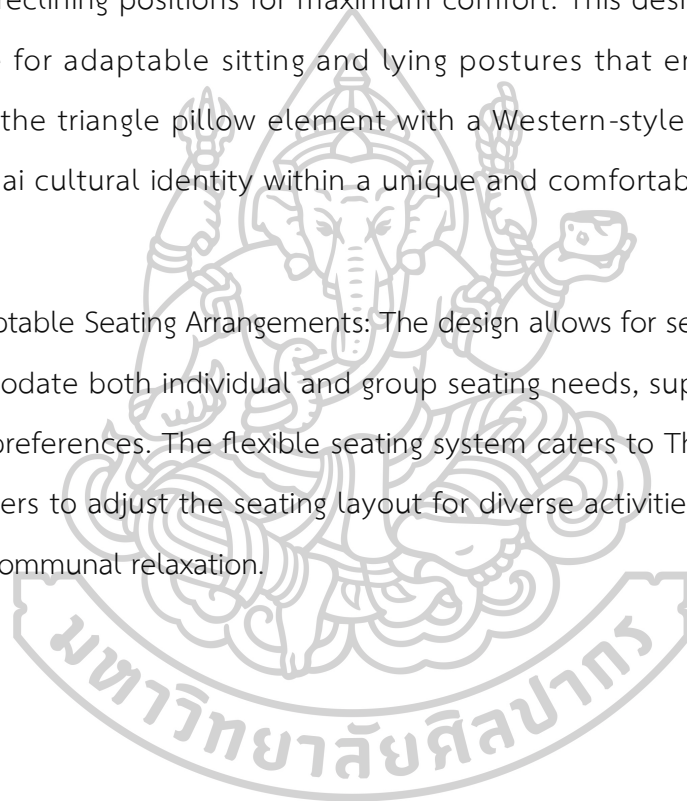 reclining positions for maximum comfort. This desi
for adaptable sitting and lying postures that e
the triangle pillow element with a Western-style
ai cultural identity within a unique and comfortab
ptable Seating Arrangements: The design allows for se
odate both individual and group seating needs, sup
preferences. The flexible seating system caters to Th
ers to adjust the seating layout for diverse activitie
ommunal relaxation.
มหาวิทยาลัยศิลปากร